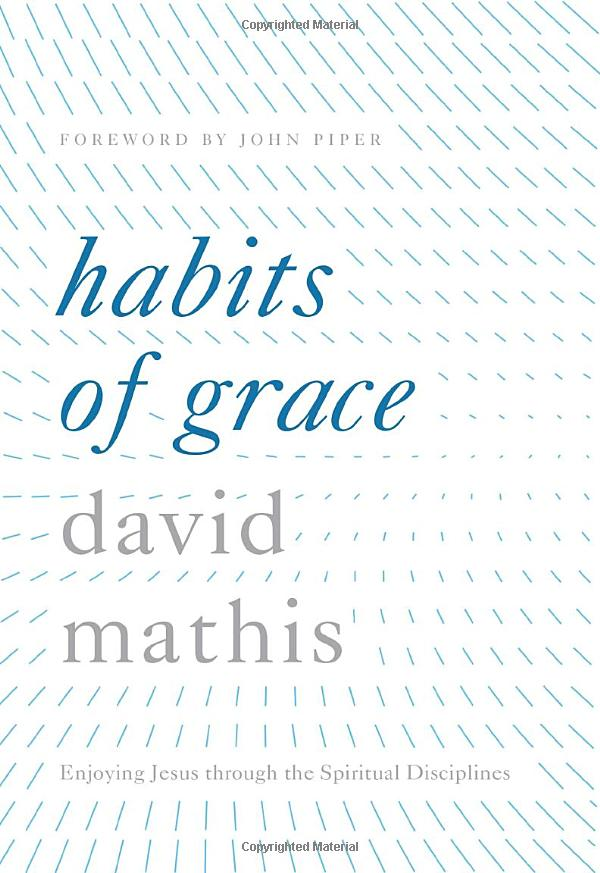 Copyrighted Material
FOREWORD BY JOHN PIPER
habits
of grace
david
mathis
Enjoying Jesus through the Spiritual Disciplines
Copyrighted Material